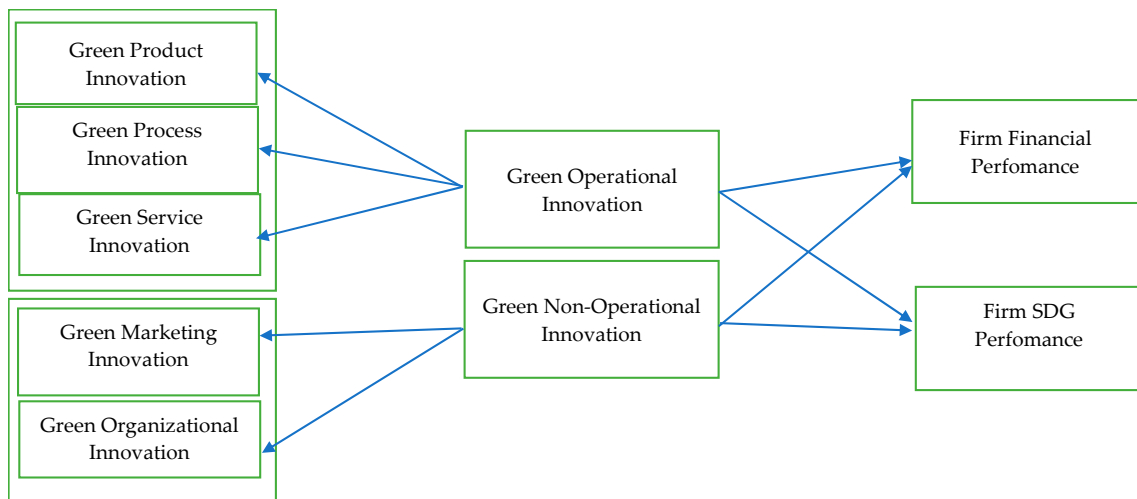 Green Product
Innovation
Green Process
Innovation
Green Service
Innovation
Green Marketing
Innovation
Green Organizational
Innovation
Green Operational
Innovation
Green Non-Operational
Innovation
Firm Financial
Perfomance
Firm SDG
Perfomance